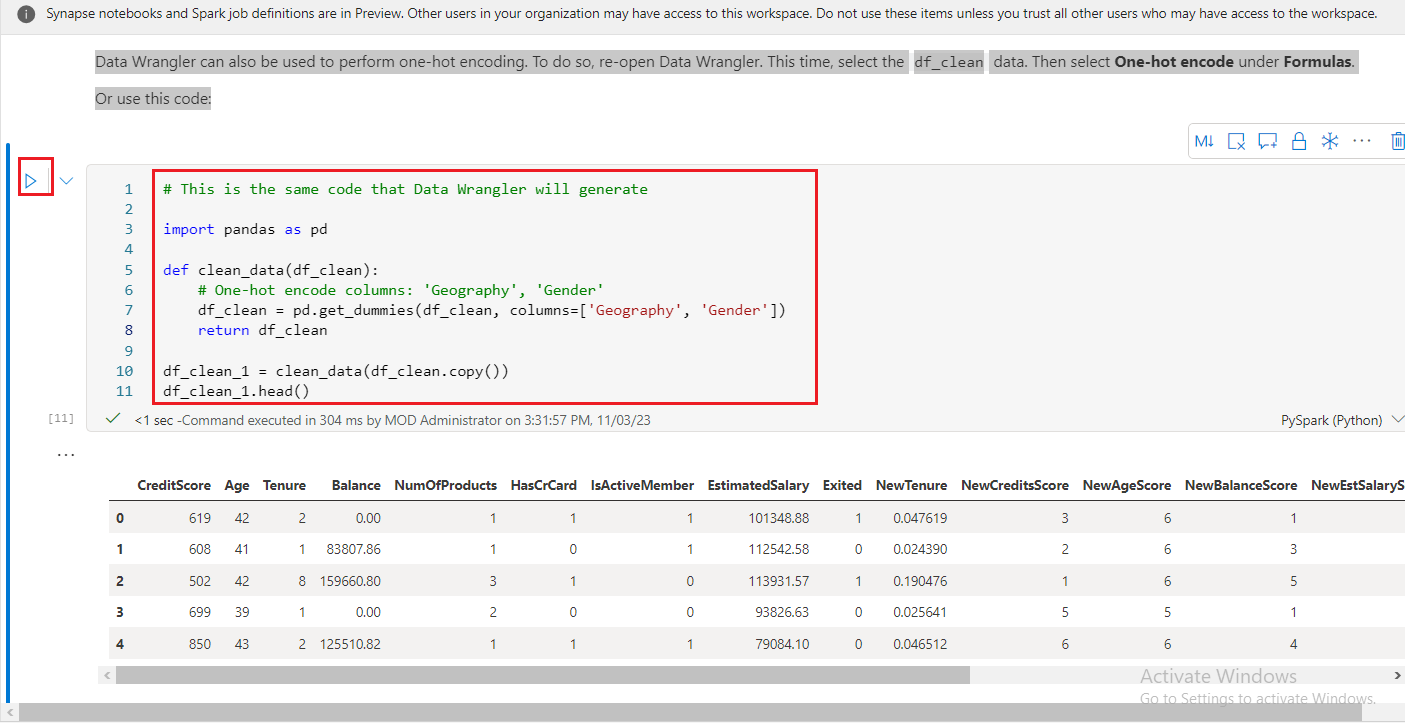 Synapse notebooks and Spark job definitions are in Preview. Other users in your organization may have access to this workspace. Do not use these items unless you trust all other users who may have access to the workspace.
Data Wrangler can also be used to perform one-hot encoding. To do so, re-open Data Wrangler. This time, select the df_clean data. Then select One-hot encode under Formulas.
Or use this code:
M↓
1 # This is the same code that Data Wrangler will generate
2
3 import pandas as pd
4
5 def clean_data(df_clean):
6     # One-hot encode columns: 'Geography', 'Gender'
7     df_clean = pd.get_dummies(df_clean, columns=['Geography', 'Gender'])
8     return df_clean
9
10 df_clean_1 = clean_data(df_clean.copy())
11 df_clean_1.head()
[11] <1 sec -Command executed in 304 ms by MOD Administrator on 3:31:57 PM, 11/03/23 PySpark (Python)
...
CreditScore Age Tenure Balance NumOfProducts HasCrCard IsActiveMember EstimatedSalary Exited NewTenure NewCreditsScore NewAgeScore NewBalanceScore NewEstSalaryS
0 619 42 2 0.00 1 1 1 101348.88 1 0.047619 3 6 1
1 608 41 1 83807.86 1 0 1 112542.58 0 0.024390 2 6 3
2 502 42 8 159660.80 3 1 0 113931.57 1 0.190476 1 6 5
3 699 39 1 0.00 2 0 0 93826.63 0 0.025641 5 5 1
4 850 43 2 125510.82 1 1 1 79084.10 0 0.046512 6 6 4
Activate Windows
Go to Settings to activate Windows.